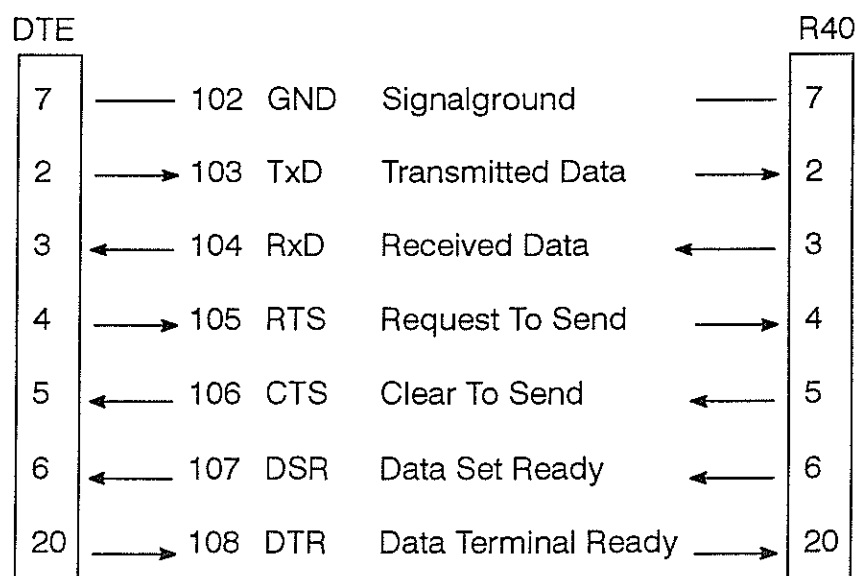 DTE R40
7 102 GND Signalground 7
2 103 TxD Transmitted Data 2
3 104 RxD Received Data 3
4 105 RTS Request To Send 4
5 106 CTS Clear To Send 5
6 107 DSR Data Set Ready 6
20 108 DTR Data Terminal Ready 20